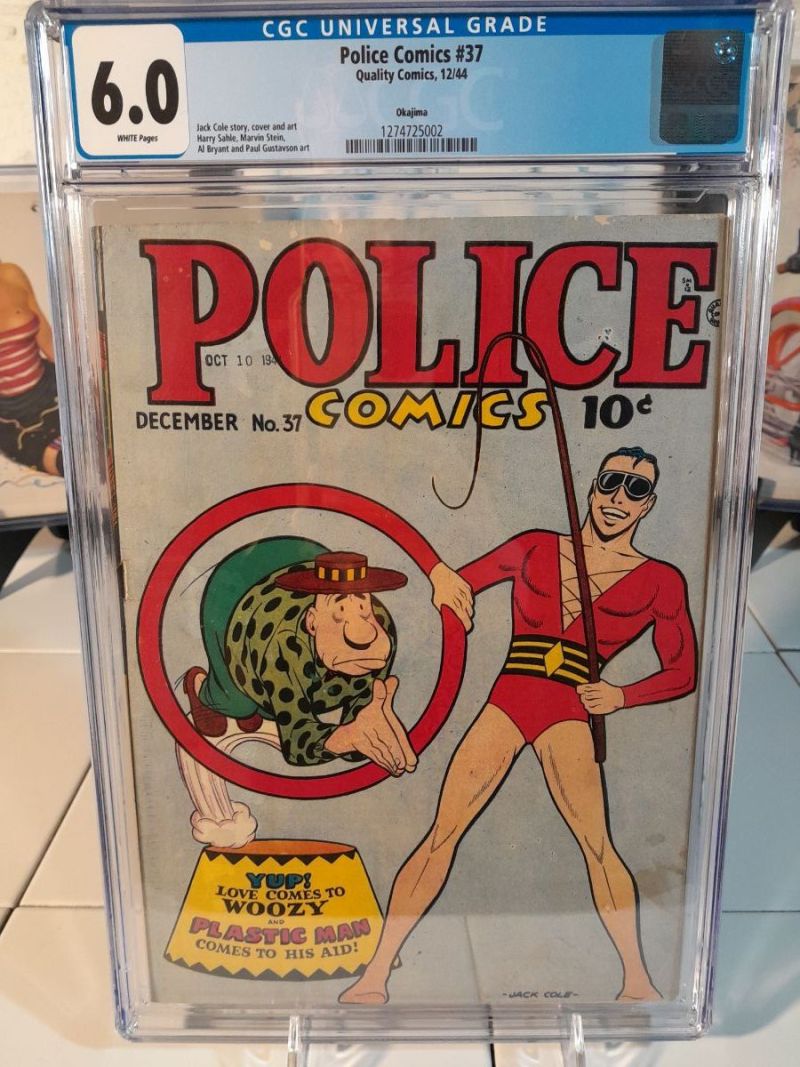 CGC UNIVERSAL GRADE
6.0
WHITE Pages
Police Comics #37
Quality Comics, 12/44
Okajima
1274725002
Jack Cole story, cover and art
Harry Sahle, Marvin Stein,
Al Bryant and Paul Gustavson art
POLICE
OCT 10 194
DECEMBER No. 37 COMICS 10¢
YUP!
LOVE COMES TO
WOOZY
AND
PLASTIC MAN
COMES TO HIS AID!
-JACK COLE-